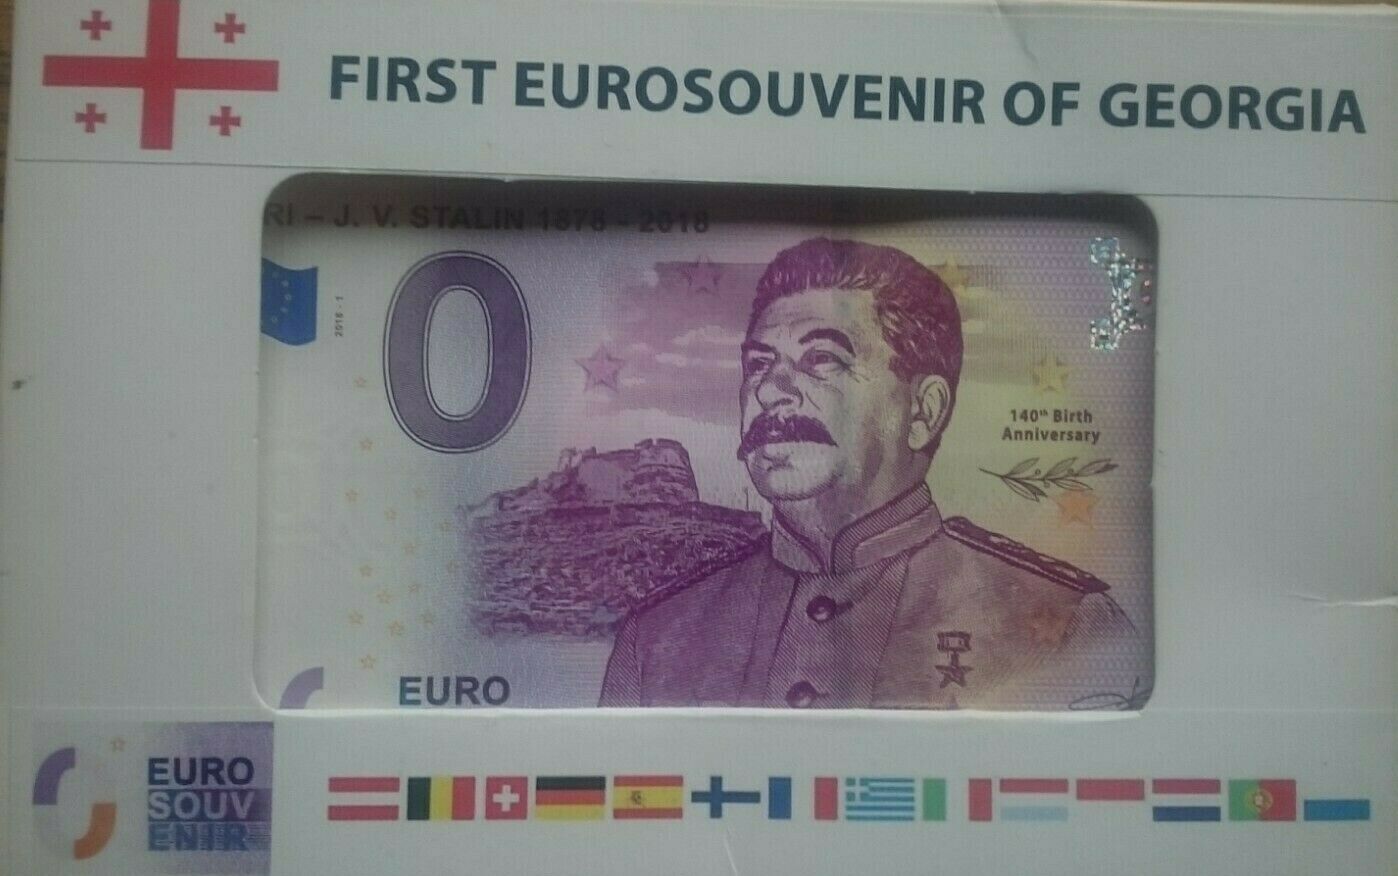 FIRST EUROSOUVENIR OF GEORGIA
RI – J. V. STALIN 1878 - 2018
2018 - 1
0
140th Birth
Anniversary
EURO
EURO
SOUV
ENIR